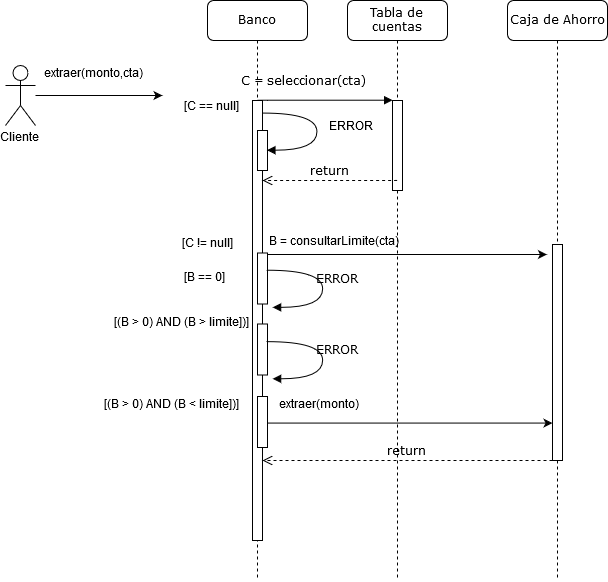 Banco
Tabla de
cuentas
Caja de Ahorro
extraer(monto,cta)
C = seleccionar(cta)
[C == null]
ERROR
Cliente
return
[C != null]
B = consultarLimite(cta)
[B == 0]
ERROR
[(B > 0) AND (B > limite])]
ERROR
[(B > 0) AND (B < limite])]
extraer(monto)
return